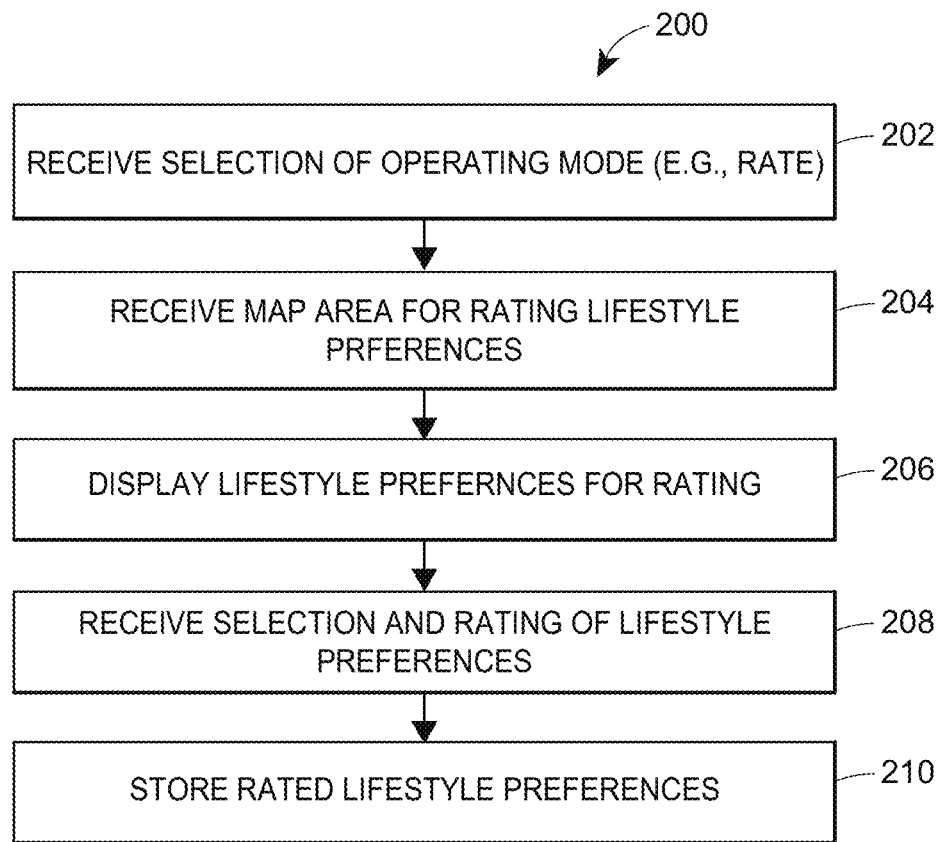 200
RECEIVE SELECTION OF OPERATING MODE (E.G., RATE)
202
RECEIVE MAP AREA FOR RATING LIFESTYLE
PRFERENCES
204
DISPLAY LIFESTYLE PREFERNCES FOR RATING
206
RECEIVE SELECTION AND RATING OF LIFESTYLE
PREFERENCES
208
STORE RATED LIFESTYLE PREFERENCES
210